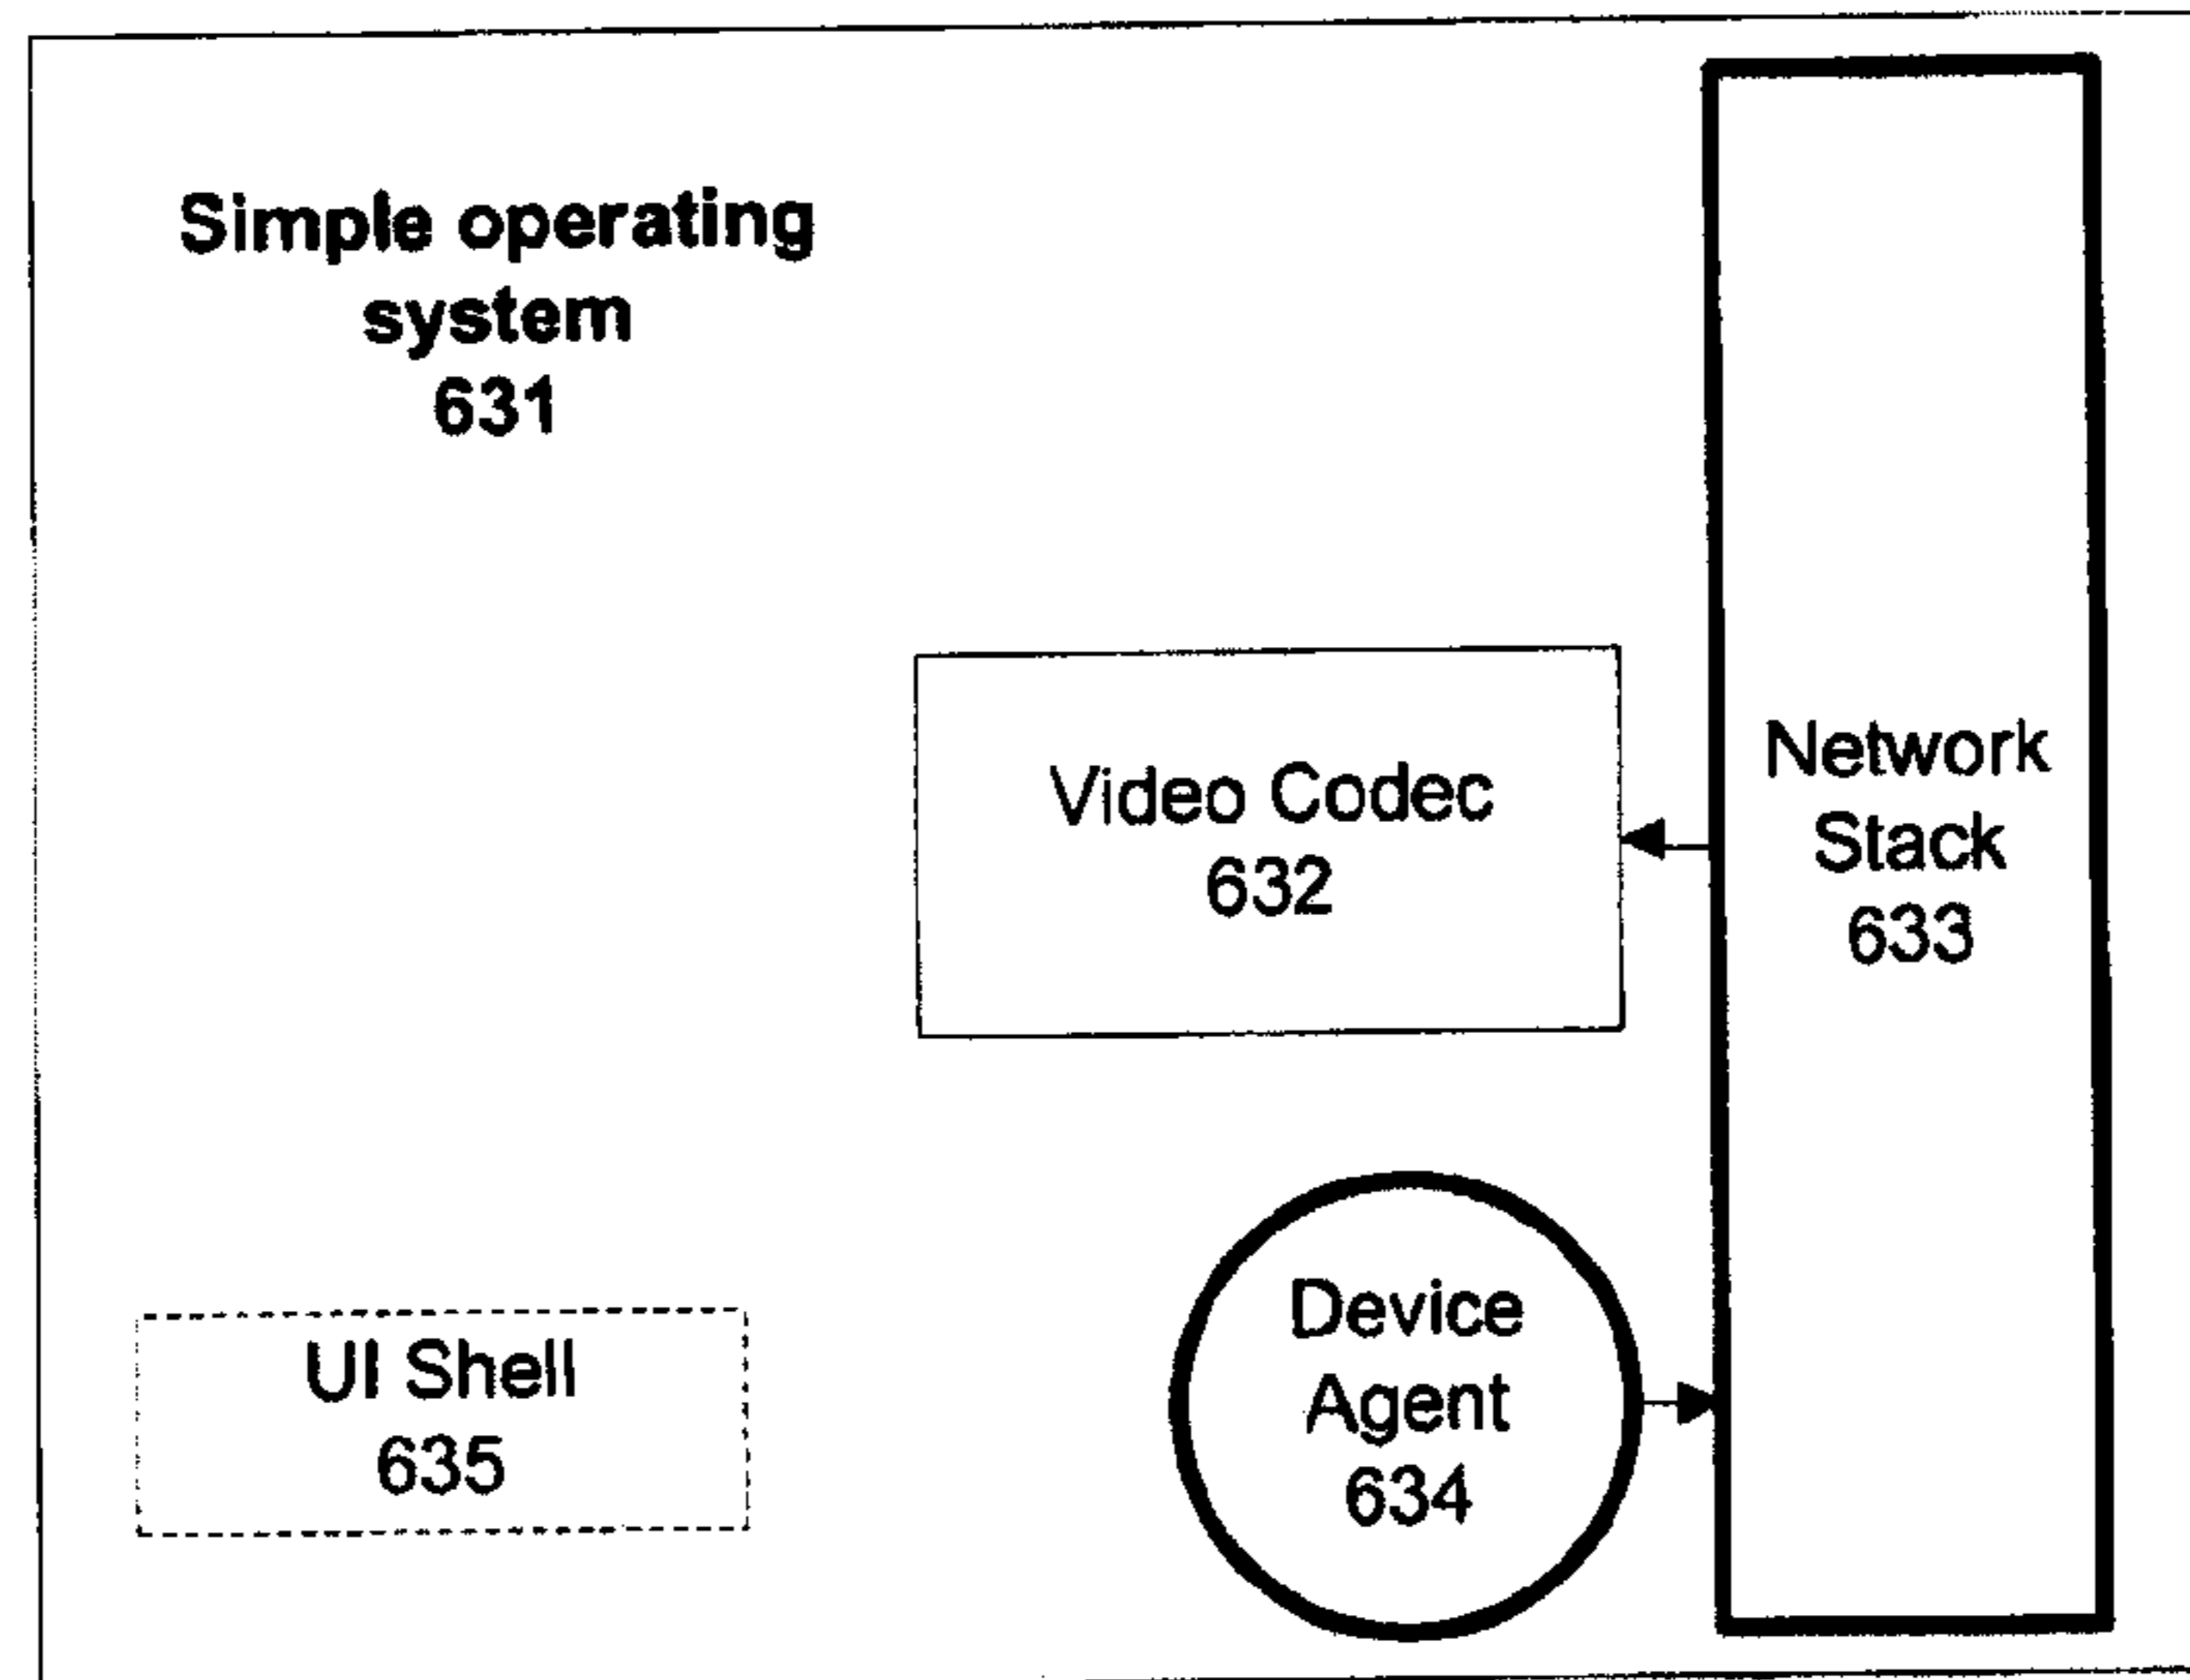 Simple operating
system
631
Video Codec
632
Network
Stack
633
Device
Agent
634
UI Shell
635